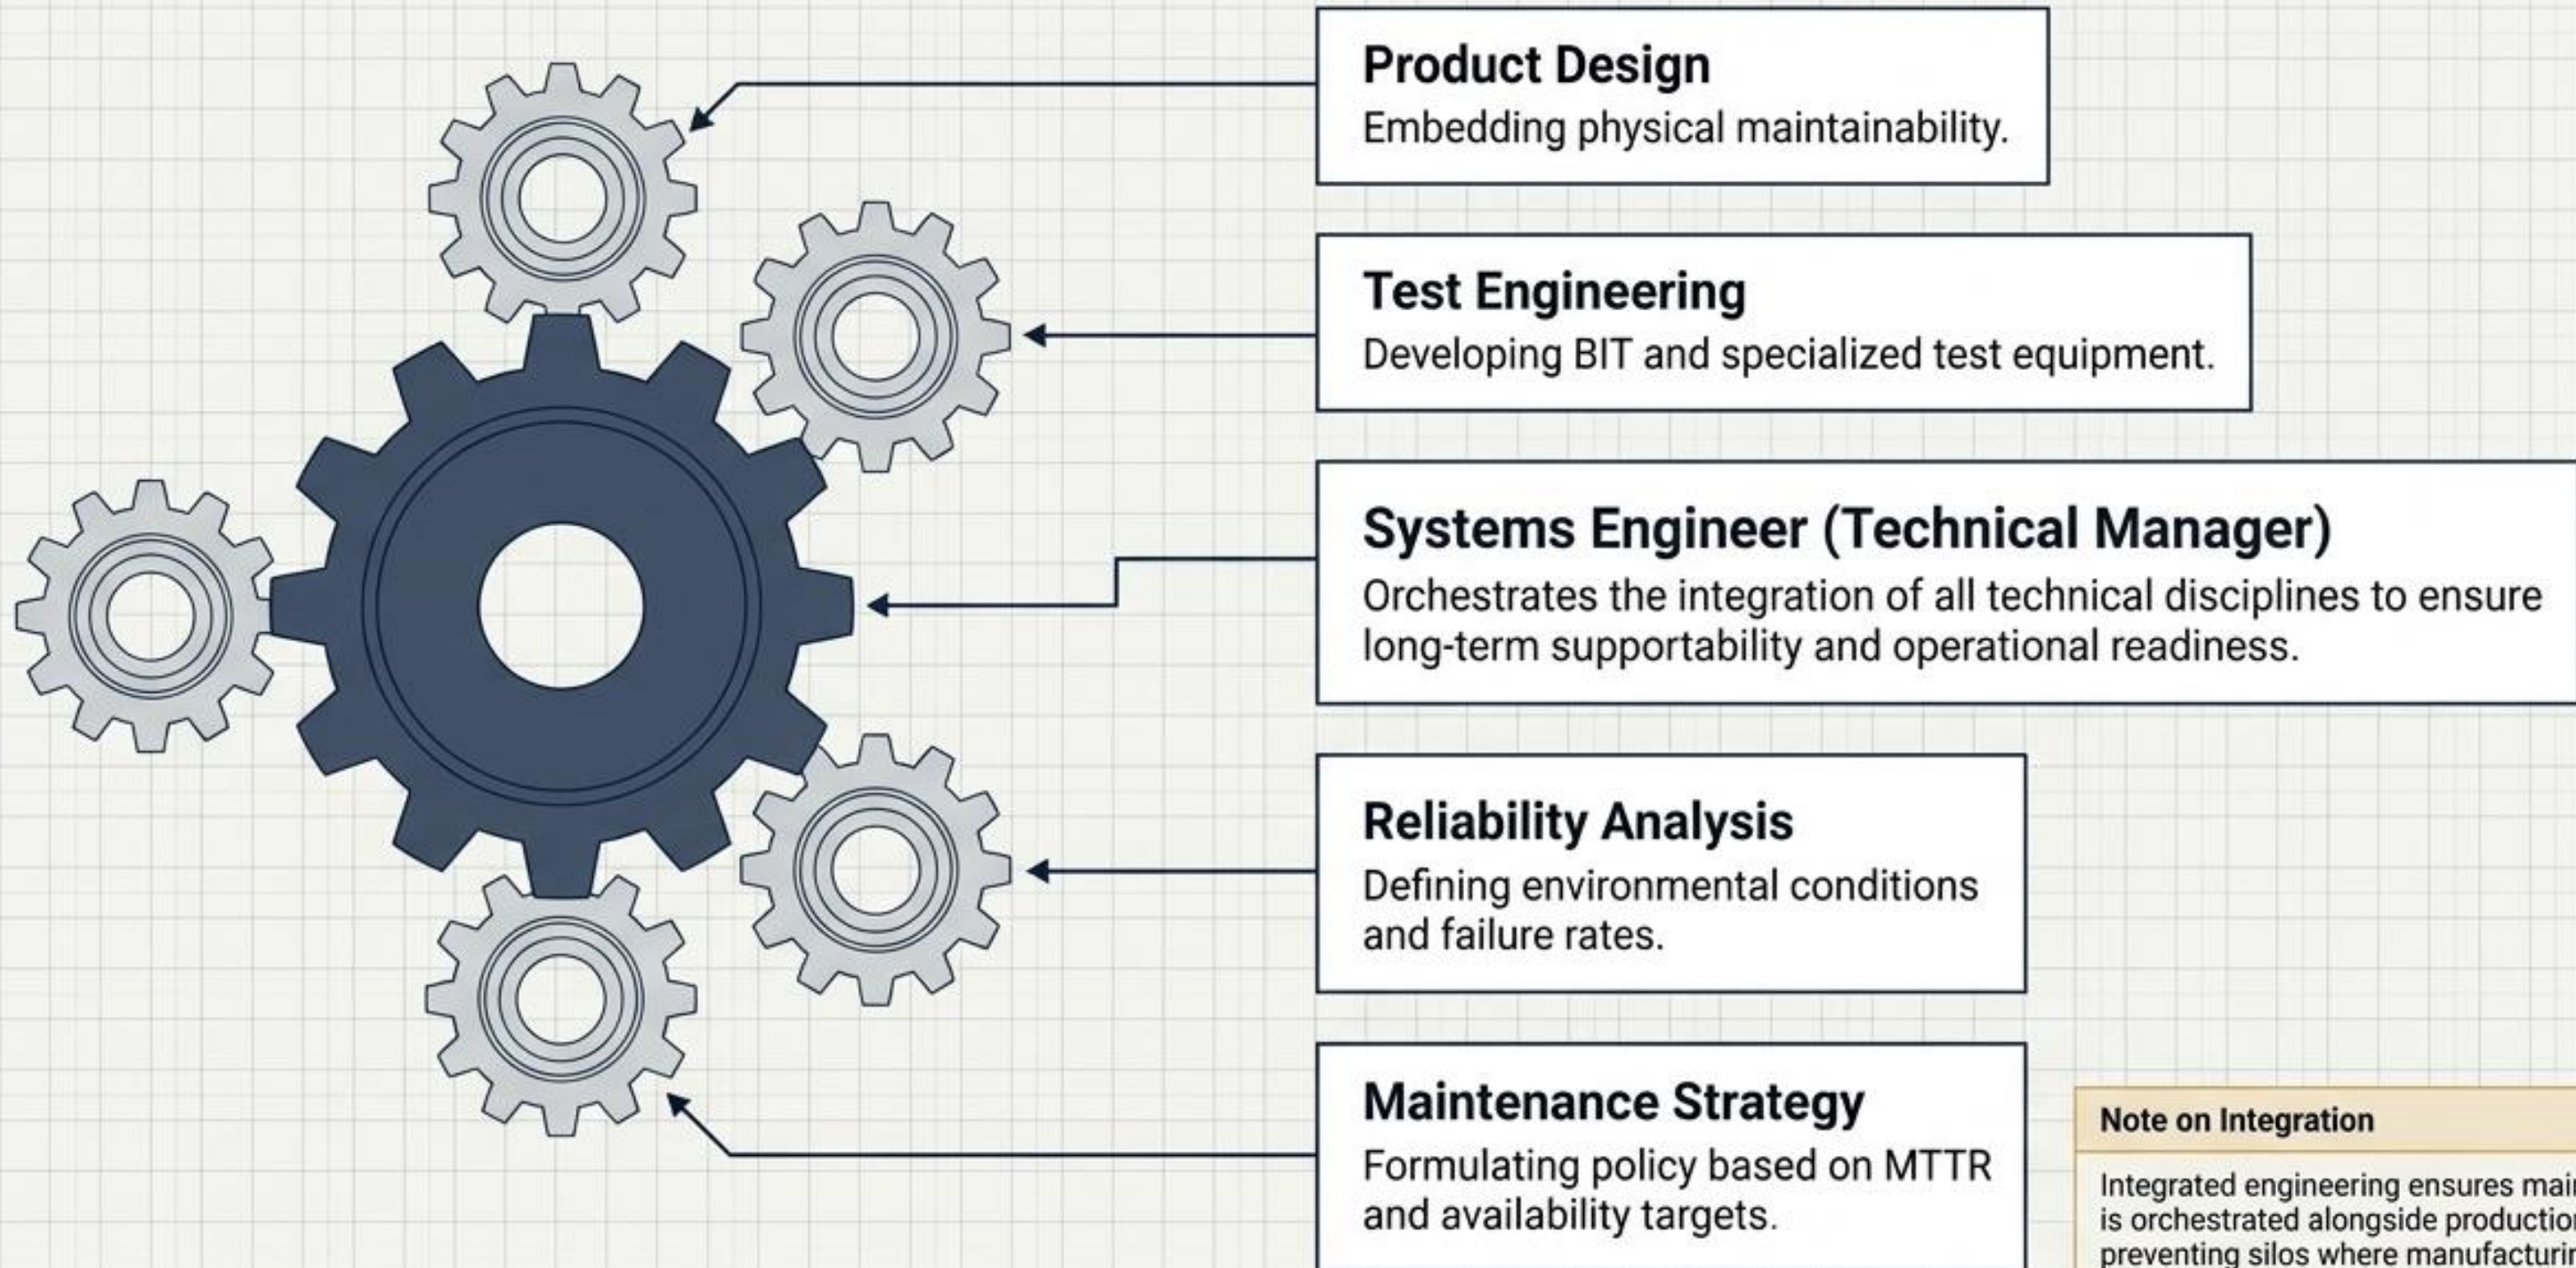 Product Design
Embedding physical maintainability.
Test Engineering
Developing BIT and specialized test equipment.
Systems Engineer (Technical Manager)
Orchestrates the integration of all technical disciplines to ensure
long-term supportability and operational readiness.
Reliability Analysis
Defining environmental conditions
and failure rates.
Maintenance Strategy
Formulating policy based on MTTR
and availability targets.
Note on Integration
Integrated engineering ensures
is orchestrated alongside
preventing silos where